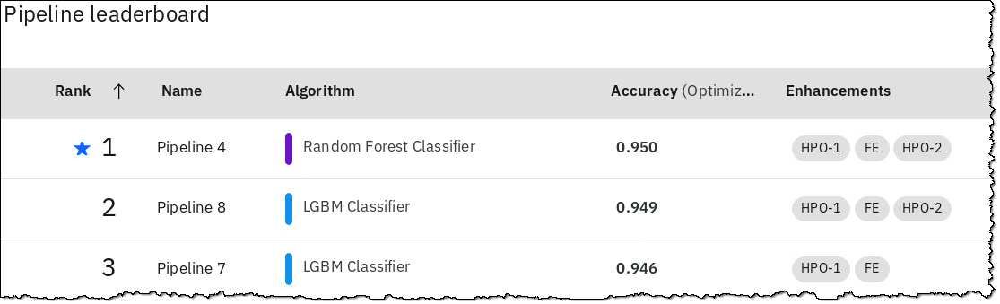 Pipeline leaderboard
Rank ↑ Name Algorithm Accuracy (Optimiz... Enhancements
★ 1 Pipeline 4 Random Forest Classifier 0.950 HPO-1 FE HPO-2
2 Pipeline 8 LGBM Classifier 0.949 HPO-1 FE HPO-2
3 Pipeline 7 LGBM Classifier 0.946 HPO-1 FE